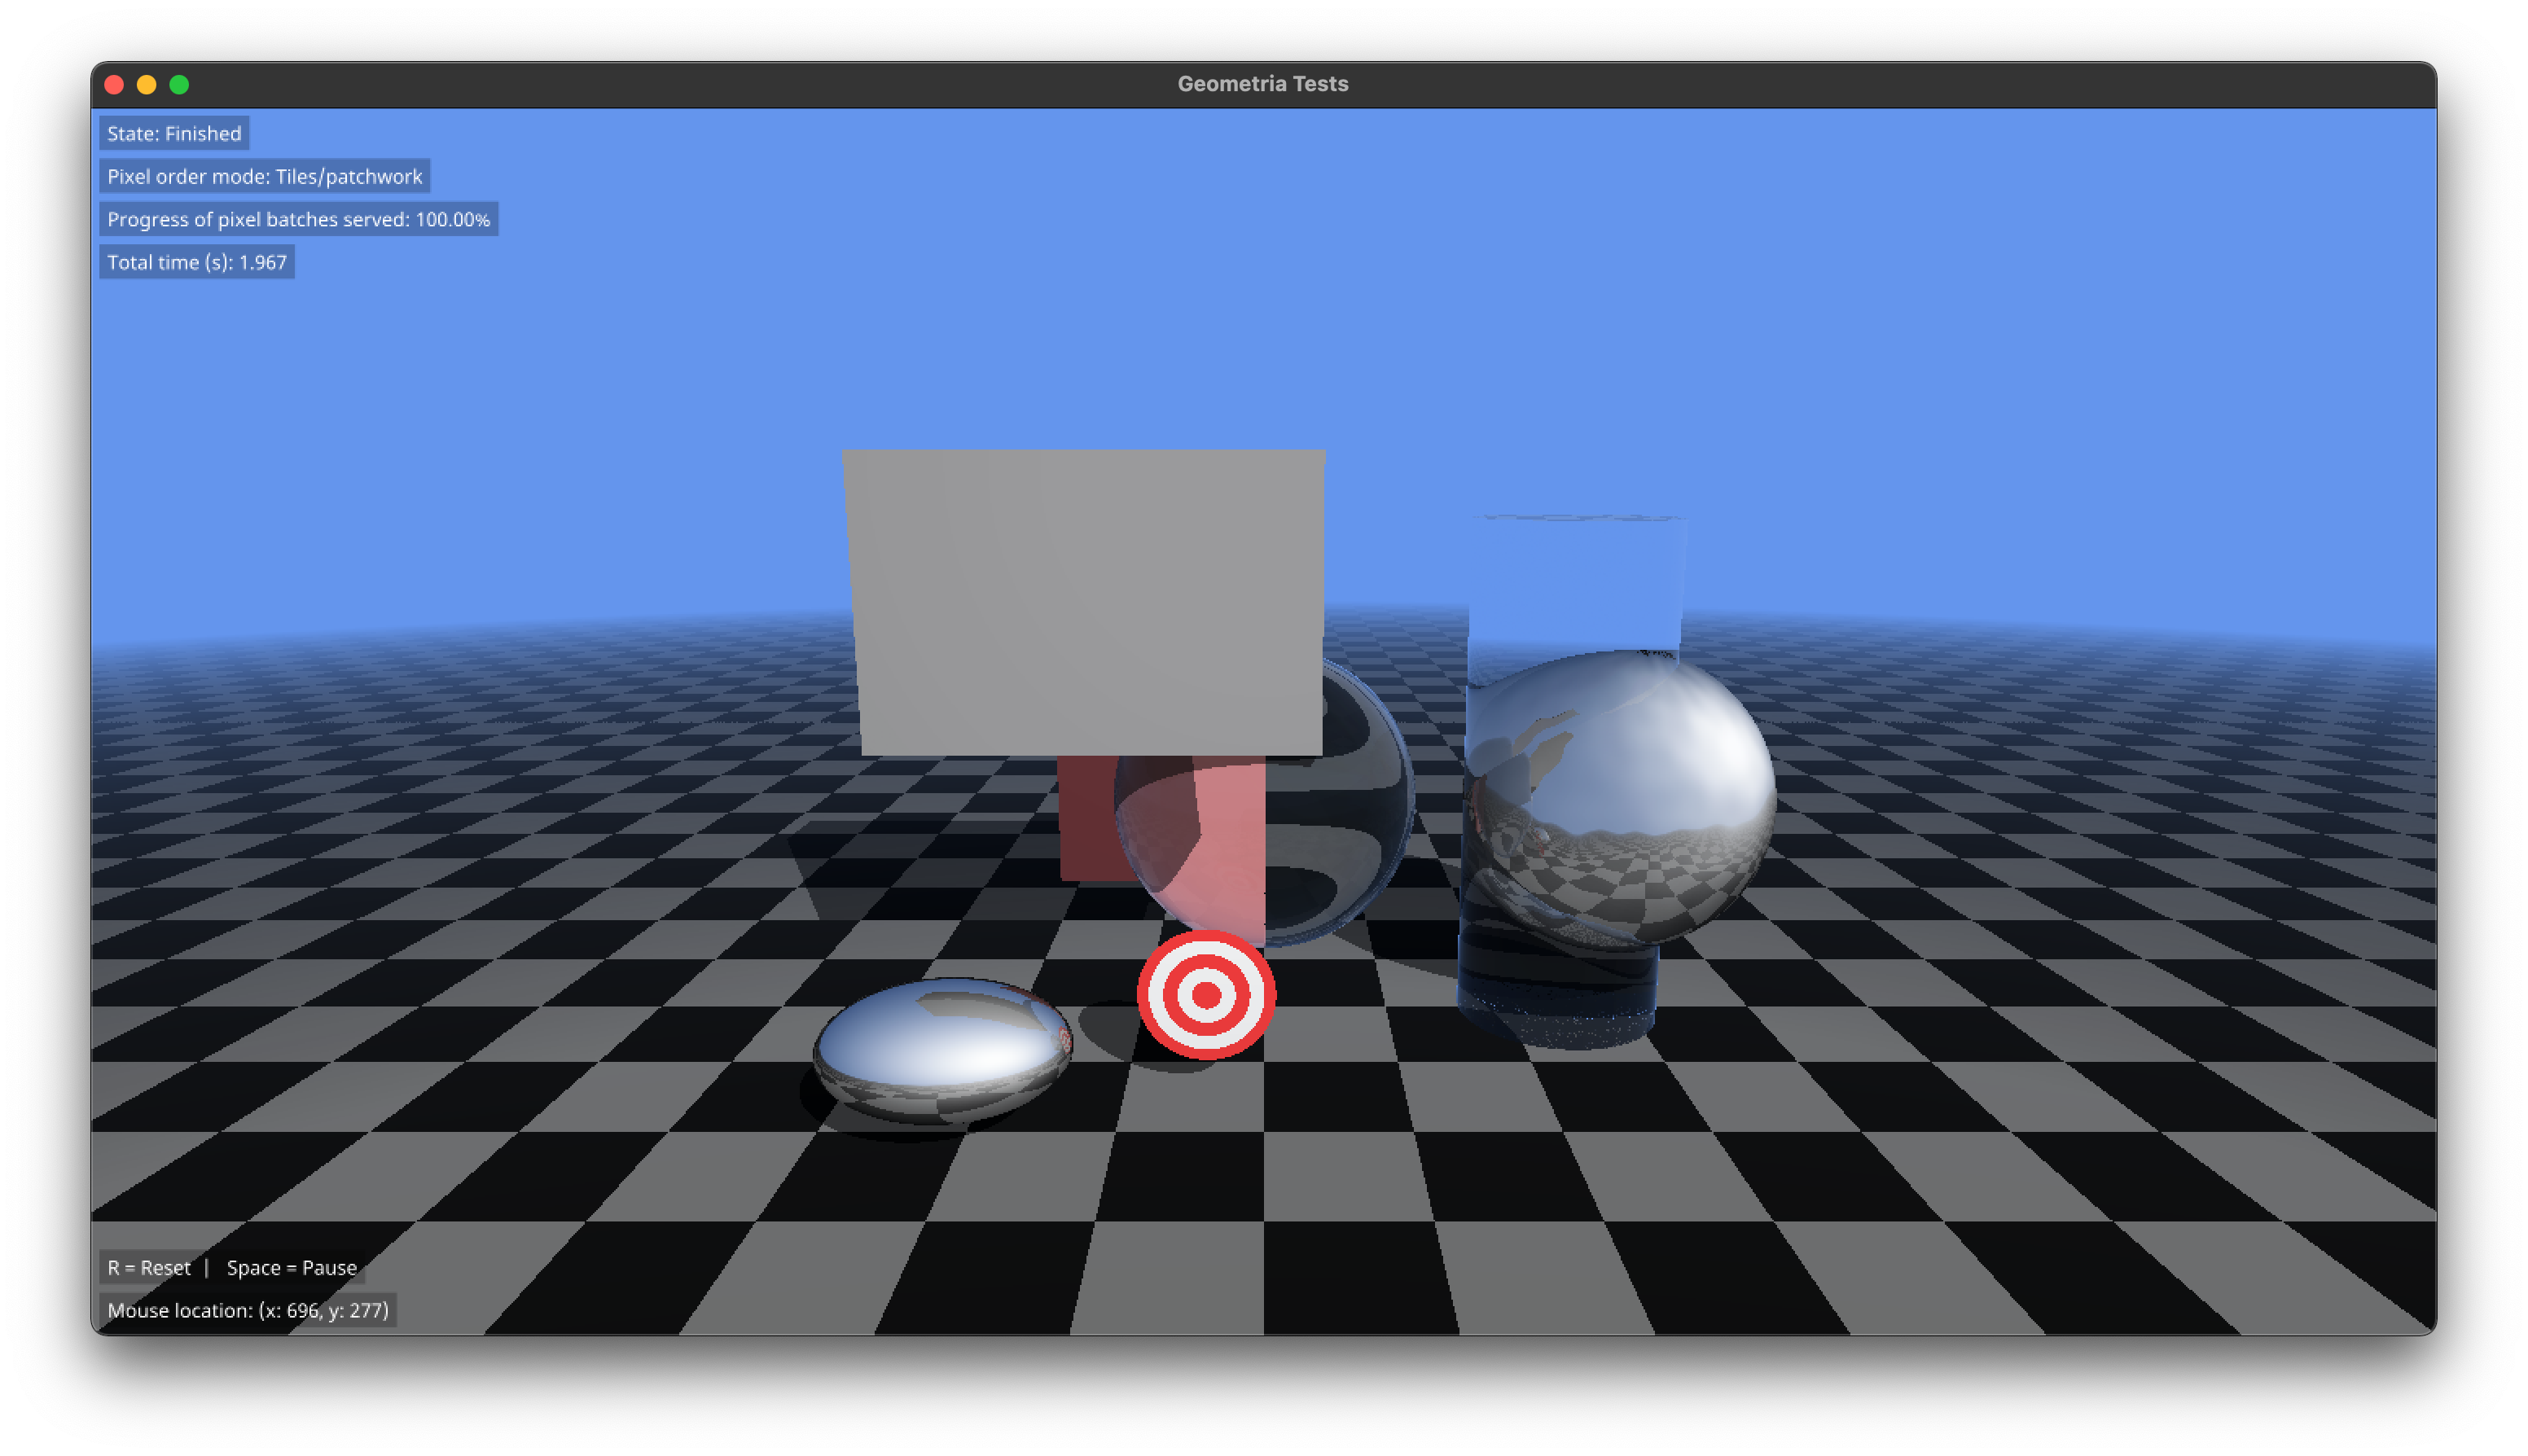 Geometria Tests
State: Finished
Pixel order mode: Tiles/patchwork
Progress of pixel batches served: 100.00%
Total time (s): 1.967
R = Reset | Space = Pause
Mouse location: (x: 696, y: 277)